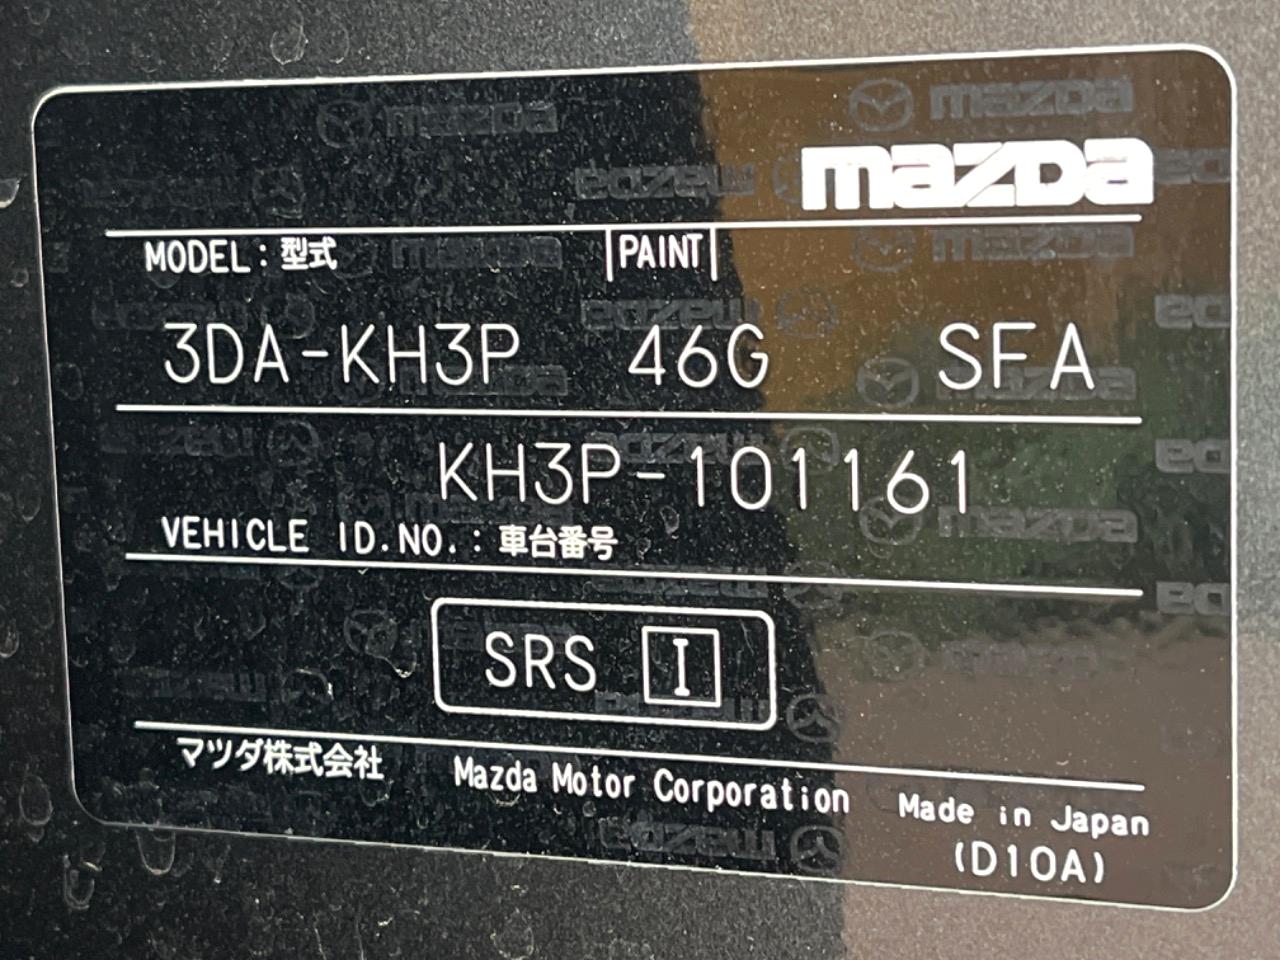 mazda
MODEL : 型式 PAINT
3DA-KH3P 46G SFA
KH3P-101161
VEHICLE ID.NO. : 車台番号
SRS I
マツダ株式会社 Mazda Motor Corporation Made in Japan
(D10A)